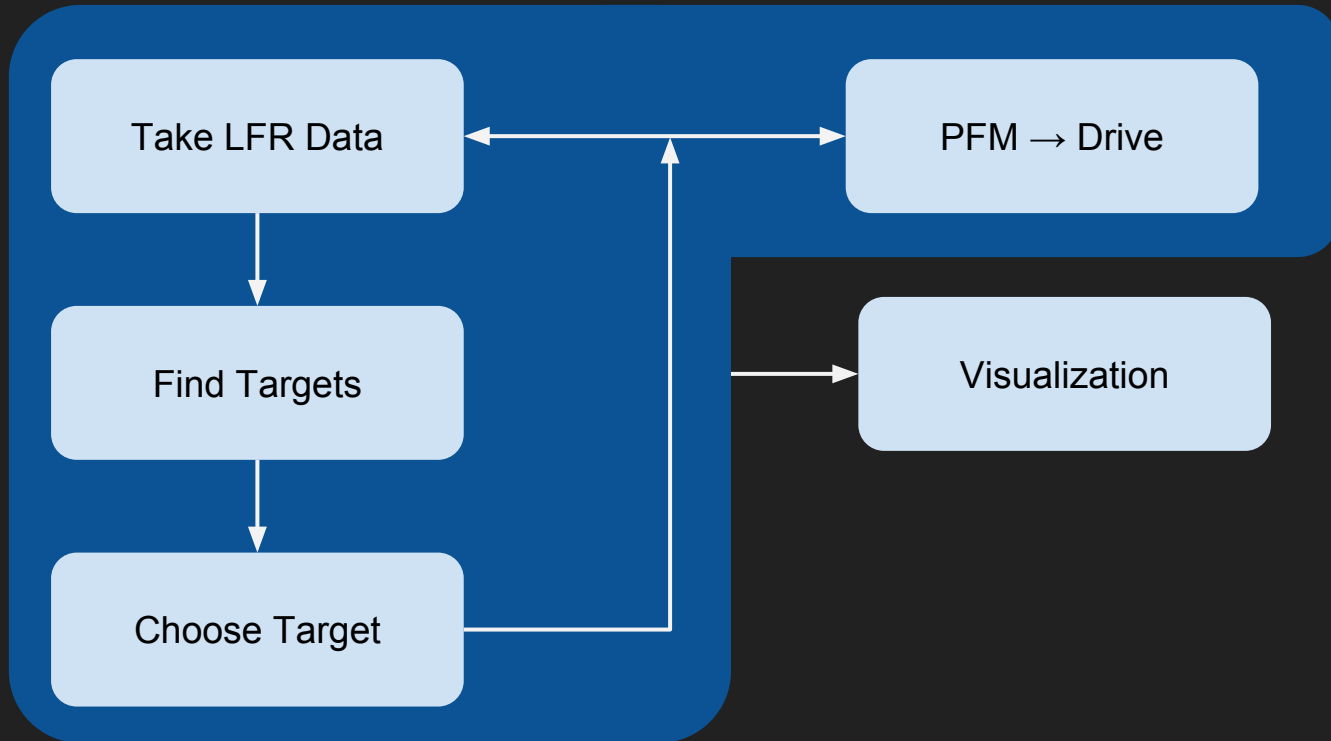 Take LFR Data
PFM → Drive
Find Targets
Visualization
Choose Target